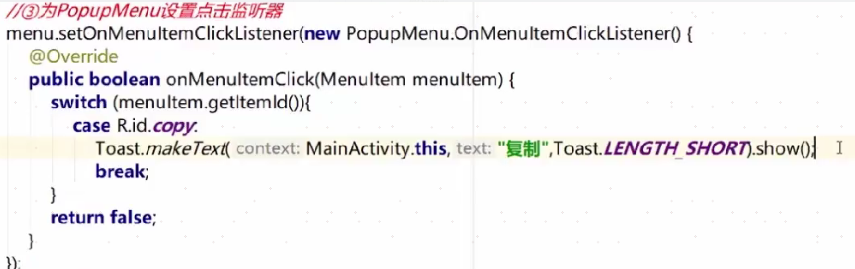 //③为PopupMenu设置点击监听器
menu.setOnMenuItemClickListener(new PopupMenu.OnMenuItemClickListener() {
@Override
public boolean onMenuItemClick(MenuItem menuItem) {
switch (menuItem.getItemId()){
case R.id.copy:
Toast.makeText( context: MainActivity.this, text: "复制",Toast.LENGTH_SHORT).show();
break;
}
return false;
}
});